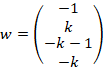 w = 
-1
k
-k - 1
-k